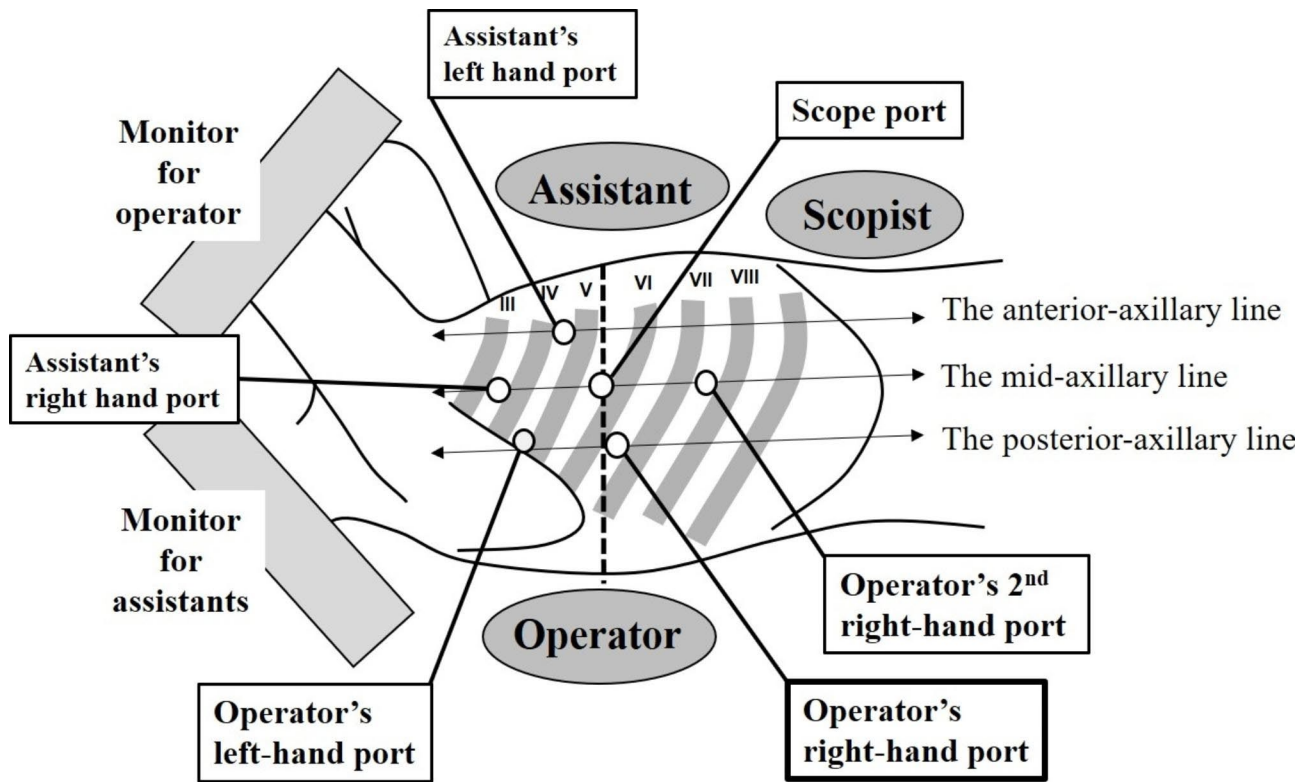 Assistant’s
left hand port
Scope port
Monitor
for
operator
Assistant
Scopist
III
IV
V
VI
VII
VIII
The anterior-axillary line
Assistant’s
right hand port
The mid-axillary line
The posterior-axillary line
Monitor
for
assistants
Operator
Operator’s 2nd
right-hand port
Operator’s
left-hand port
Operator’s
right-hand port